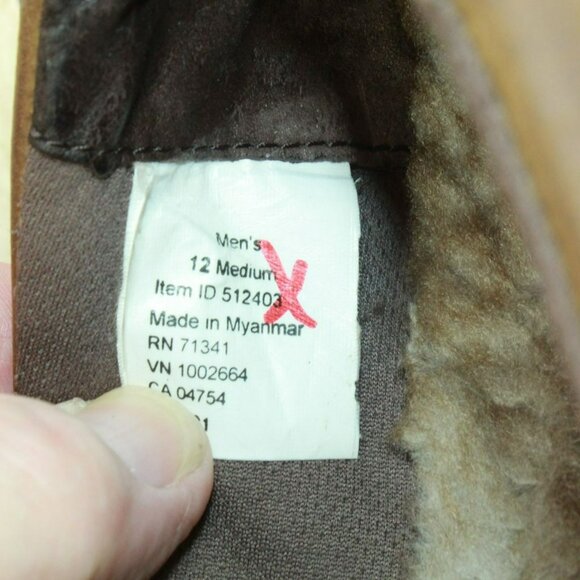 Men's
12 Medium
Item ID 512403
Made in Myanmar
RN 71341
VN 1002664
CA 04754